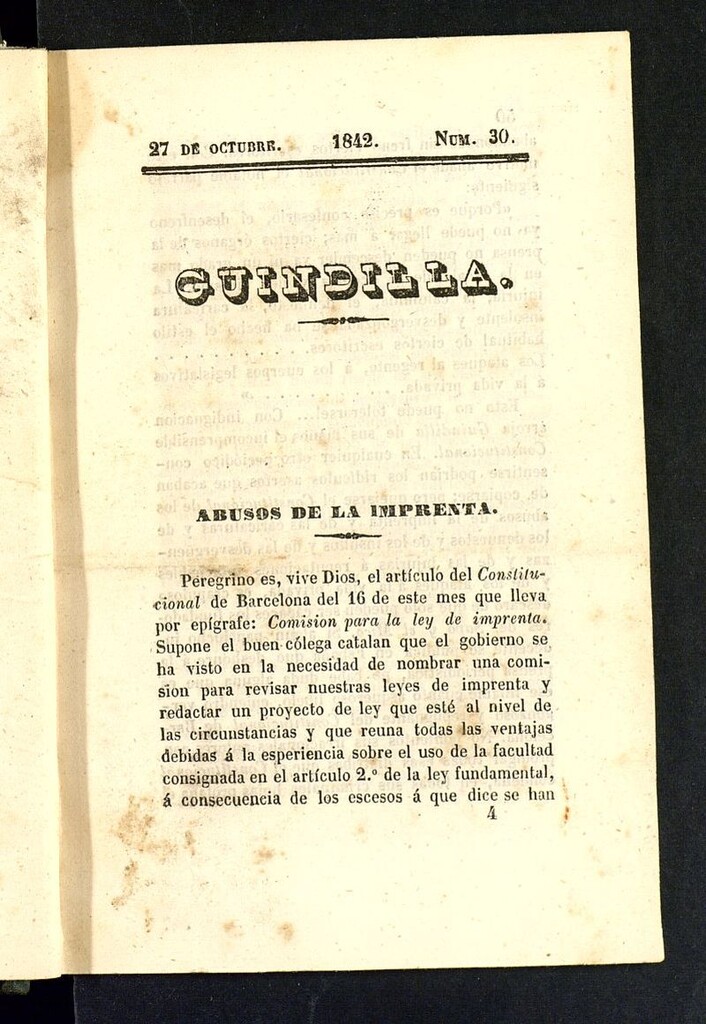 27 DE OCTUBRE. 1842. NUM. 30.
GUINDILLA.
ABUSOS DE LA IMPRENTA.
Peregrino es, vive Dios, el artículo del Constitu-
cional de Barcelona del 16 de este mes que lleva
por epígrafe: Comision para la ley de imprenta.
Supone el buen cólega catalan que el gobierno se
ha visto en la necesidad de nombrar una comi-
sion para revisar nuestras leyes de imprenta y
redactar un proyecto de ley que esté al nivel de
las circunstancias y que reuna todas las ventajas
debidas á la esperiencia sobre el uso de la facultad
consignada en el artículo 2.º de la ley fundamental,
á consecuencia de los escesos á que dice se han
4